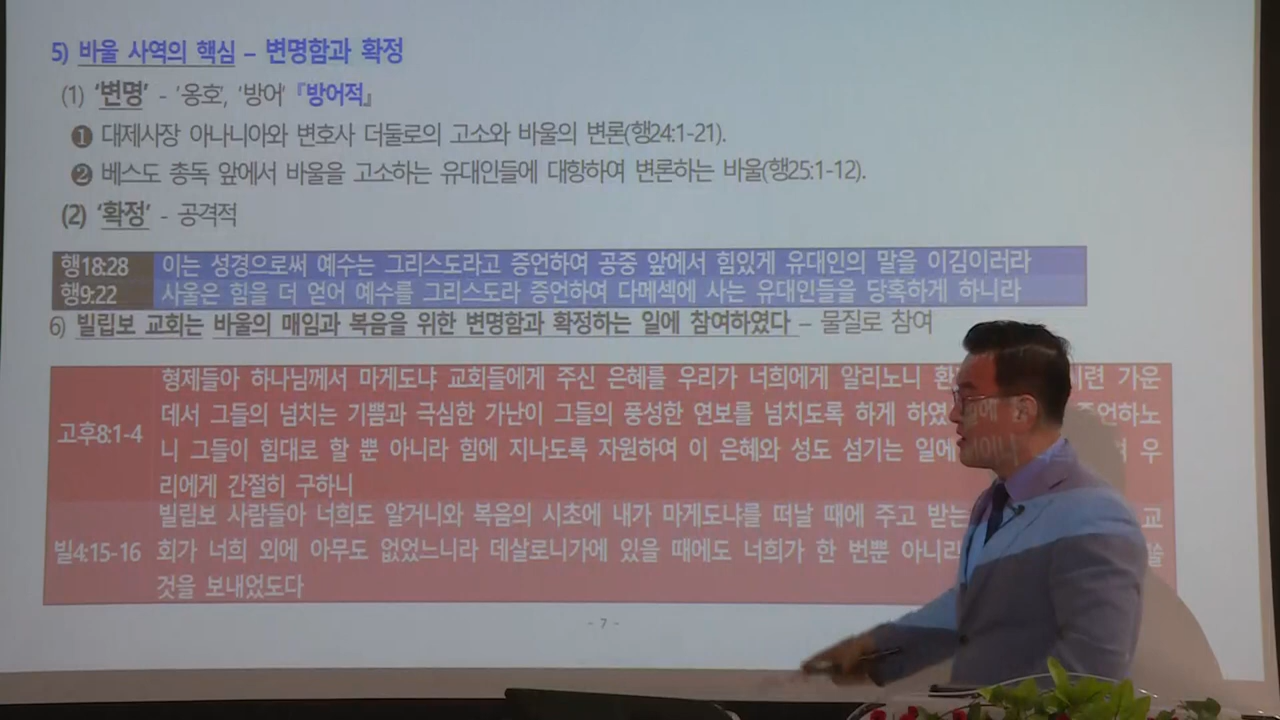 5) 바울 사역의 핵심 – 변명함과 확정
(1) '변명' - '옹호', '방어' 『방어적』
❶ 대제사장 아나니아와 변호사 더둘로의 고소와 바울의 변론(행24:1-21).
❷ 베스도 총독 앞에서 바울을 고소하는 유대인들에 대항하여 변론하는 바울(행25:1-12).
(2) '확정' - 공격적
행18:28 이는 성경으로써 예수는 그리스도라고 증언하여 공중 앞에서 힘있게 유대인의 말을 이김이러라
행9:22 사울은 힘을 더 얻어 예수를 그리스도라 증언하여 다메섹에 사는 유대인들을 당혹하게 하니라
6) 빌립보 교회는 바울의 매임과 복음을 위한 변명함과 확정하는 일에 참여하였다 – 물질로 참여
형제들아 하나님께서 마게도냐 교회들에게 주신 은혜를 우리가 너희에게 알리노니 환 가운
데서 그들의 넘치는 기쁨과 극심한 가난이 그들의 풍성한 연보를 넘치도록 하게 하였
고후8:1-4 니 그들이 힘대로 할 뿐 아니라 힘에 지나도록 자원하여 이 은혜와 성도 섬기는 일에 우
리에게 간절히 구하니
빌립보 사람들아 너희도 알거니와 복음의 시초에 내가 마게도냐를 떠날 때에 주고 받는 교
빌4:15-16 회가 너희 외에 아무도 없었느니라 데살로니가에 있을 때에도 너희가 한 번뿐 쓸
것을 보내었도다
- 7 -